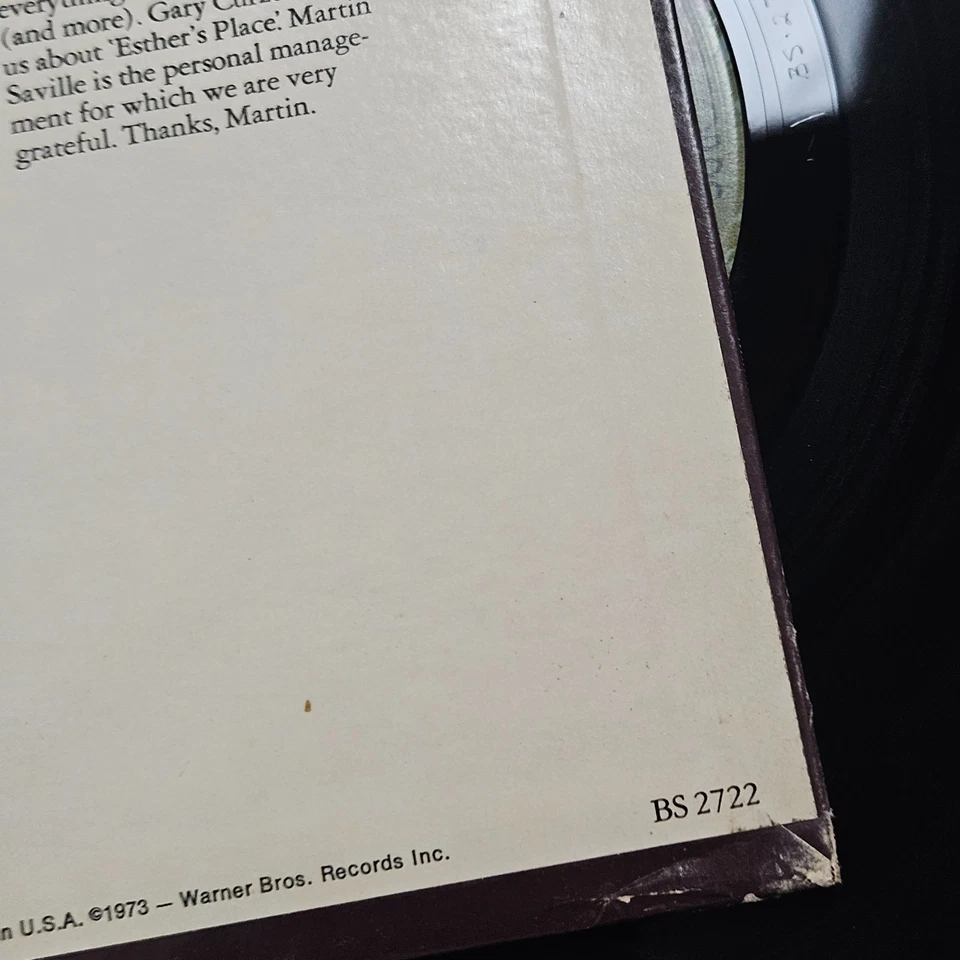 (and more). Gary
us about 'Esther's Place.' Martin
Saville is the personal manage-
ment for which we are very
grateful. Thanks, Martin.
BS 2722
U.S.A. ©1973 — Warner Bros. Records Inc.